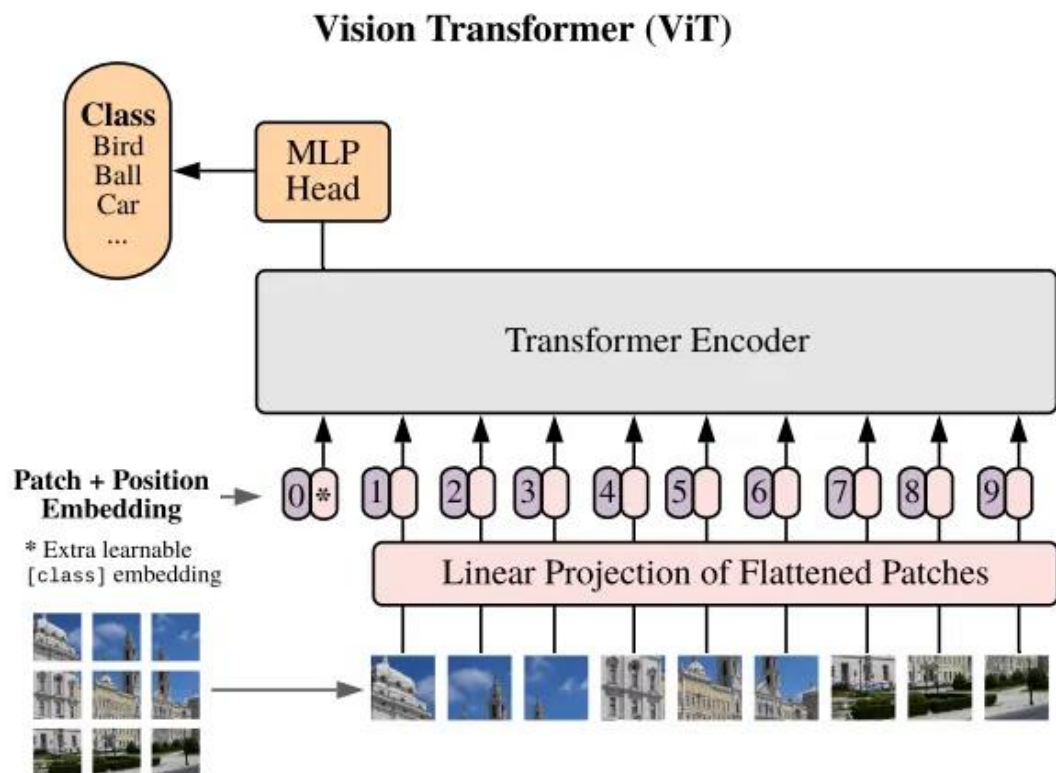 Vision Transformer (ViT)
Class
Bird
Ball
Car
...
MLP
Head
Transformer Encoder
Patch + Position
Embedding
0 * 1 2 3 4 5 6 7 8 9
* Extra learnable
[class] embedding
Linear Projection of Flattened Patches